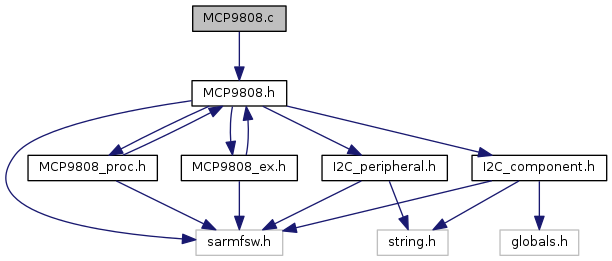 MCP9808.c
MCP9808.h
MCP9808_proc.h
MCP9808_ex.h
I2C_peripheral.h
I2C_component.h
sarmfsw.h
string.h
globals.h